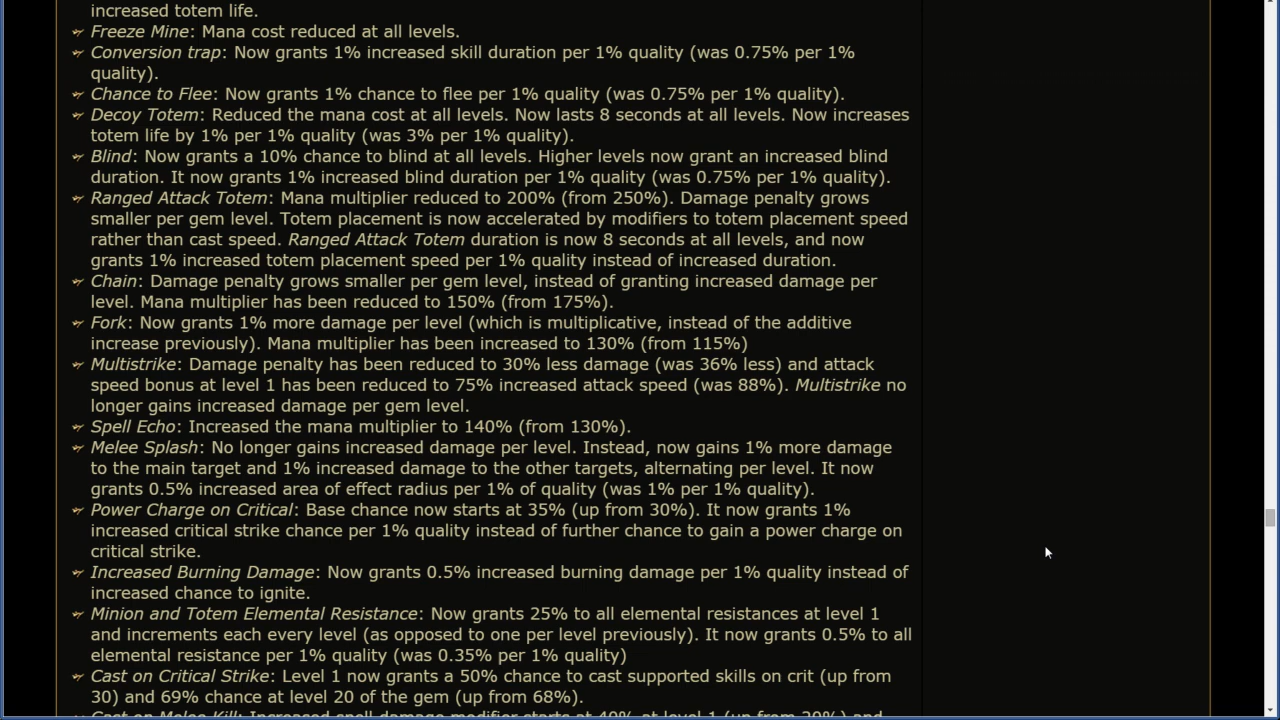 increased totem life.
Freeze Mine: Mana cost reduced at all levels.
Conversion trap: Now grants 1% increased skill duration per 1% quality (was 0.75% per 1%
quality).
Chance to Flee: Now grants 1% chance to flee per 1% quality (was 0.75% per 1% quality).
Decoy Totem: Reduced the mana cost at all levels. Now lasts 8 seconds at all levels. Now increases
totem life by 1% per 1% quality (was 3% per 1% quality).
Blind: Now grants a 10% chance to blind at all levels. Higher levels now grant an increased blind
duration. It now grants 1% increased blind duration per 1% quality (was 0.75% per 1% quality).
Ranged Attack Totem: Mana multiplier reduced to 200% (from 250%). Damage penalty grows
smaller per gem level. Totem placement is now accelerated by modifiers to totem placement speed
rather than cast speed. Ranged Attack Totem duration is now 8 seconds at all levels, and now
grants 1% increased totem placement speed per 1% quality instead of increased duration.
Chain: Damage penalty grows smaller per gem level, instead of granting increased damage per
level. Mana multiplier has been reduced to 150% (from 175%).
Fork: Now grants 1% more damage per level (which is multiplicative, instead of the additive
increase previously). Mana multiplier has been increased to 130% (from 115%)
Multistrike: Damage penalty has been reduced to 30% less damage (was 36% less) and attack
speed bonus at level 1 has been reduced to 75% increased attack speed (was 88%). Multistrike no
longer gains increased damage per gem level.
Spell Echo: Increased the mana multiplier to 140% (from 130%).
Melee Splash: No longer gains increased damage per level. Instead, now gains 1% more damage
to the main target and 1% increased damage to the other targets, alternating per level. It now
grants 0.5% increased area of effect radius per 1% of quality (was 1% per 1% quality).
Power Charge on Critical: Base chance now starts at 35% (up from 30%). It now grants 1%
increased critical strike chance per 1% quality instead of further chance to gain a power charge on
critical strike.
Increased Burning Damage: Now grants 0.5% increased burning damage per 1% quality instead of
increased chance to ignite.
Minion and Totem Elemental Resistance: Now grants 25% to all elemental resistances at level 1
and increments each every level (as opposed to one per level previously). It now grants 0.5% to all
elemental resistance per 1% quality (was 0.35% per 1% quality)
Cast on Critical Strike: Level 1 now grants a 50% chance to cast supported skills on crit (up from
30) and 69% chance at level 20 of the gem (up from 68%).
Cast on Melee Kill: Increased spell damage modifier starts at 40% at level 1 (up from 20%) and